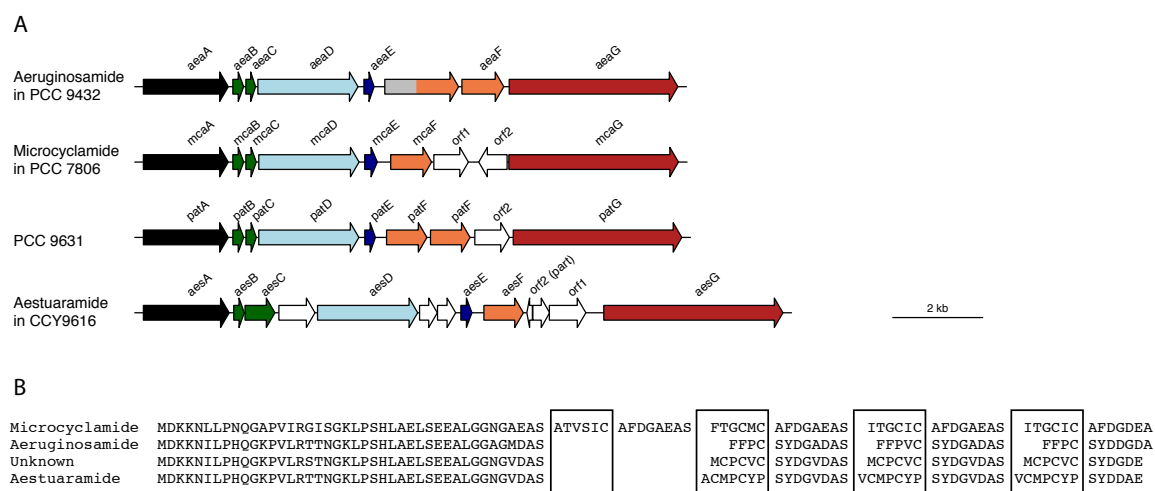 A
aeaA aeaB aeaC aeaD aeaE aeaF aeaG
Aeruginosamide
in PCC 9432
mcaA mcaB mcaC mcaD mcaE mcaF orf1 orf2 mcaG
Microcyclamide
in PCC 7806
patA patB patC patD patE patF patF orf2 patG
PCC 9631
aesA aesB aesC aesD aesE aesF orf2 (part) orf1 aesG
Aestuaramide
in CCY9616
2 kb
B
Microcyclamide MDKKNLLPNQGAPVIRGISGKLPSHLAELSEEALGGNGAEAS ATVSIC AFDGAEAS FTGCMC AFDGAEAS ITGCIC AFDGAEAS ITGCIC AFDGDEA
Aeruginosamide MDKKNILPHQGKPVLRTTNGKLPSHLAELSEEALGGAGMDAS FFPC SYDGADAS FFPVC SYDGADAS FFPC SYDDGDA
Unknown MDKKNILPHQGKPVLRSTNGKLPSHLAELSEEALGGNGVDAS MCPCVC SYDGVDAS MCPCVC SYDGVDAS MCPCVC SYDGDE
Aestuaramide MDKKNILPHQGKPVLRTTNGKLPSHLAELSEEALGGNGVDAS ACMPCYP SYDGVDAS VCMPCYP SYDGVDAS VCMPCYP SYDDAE